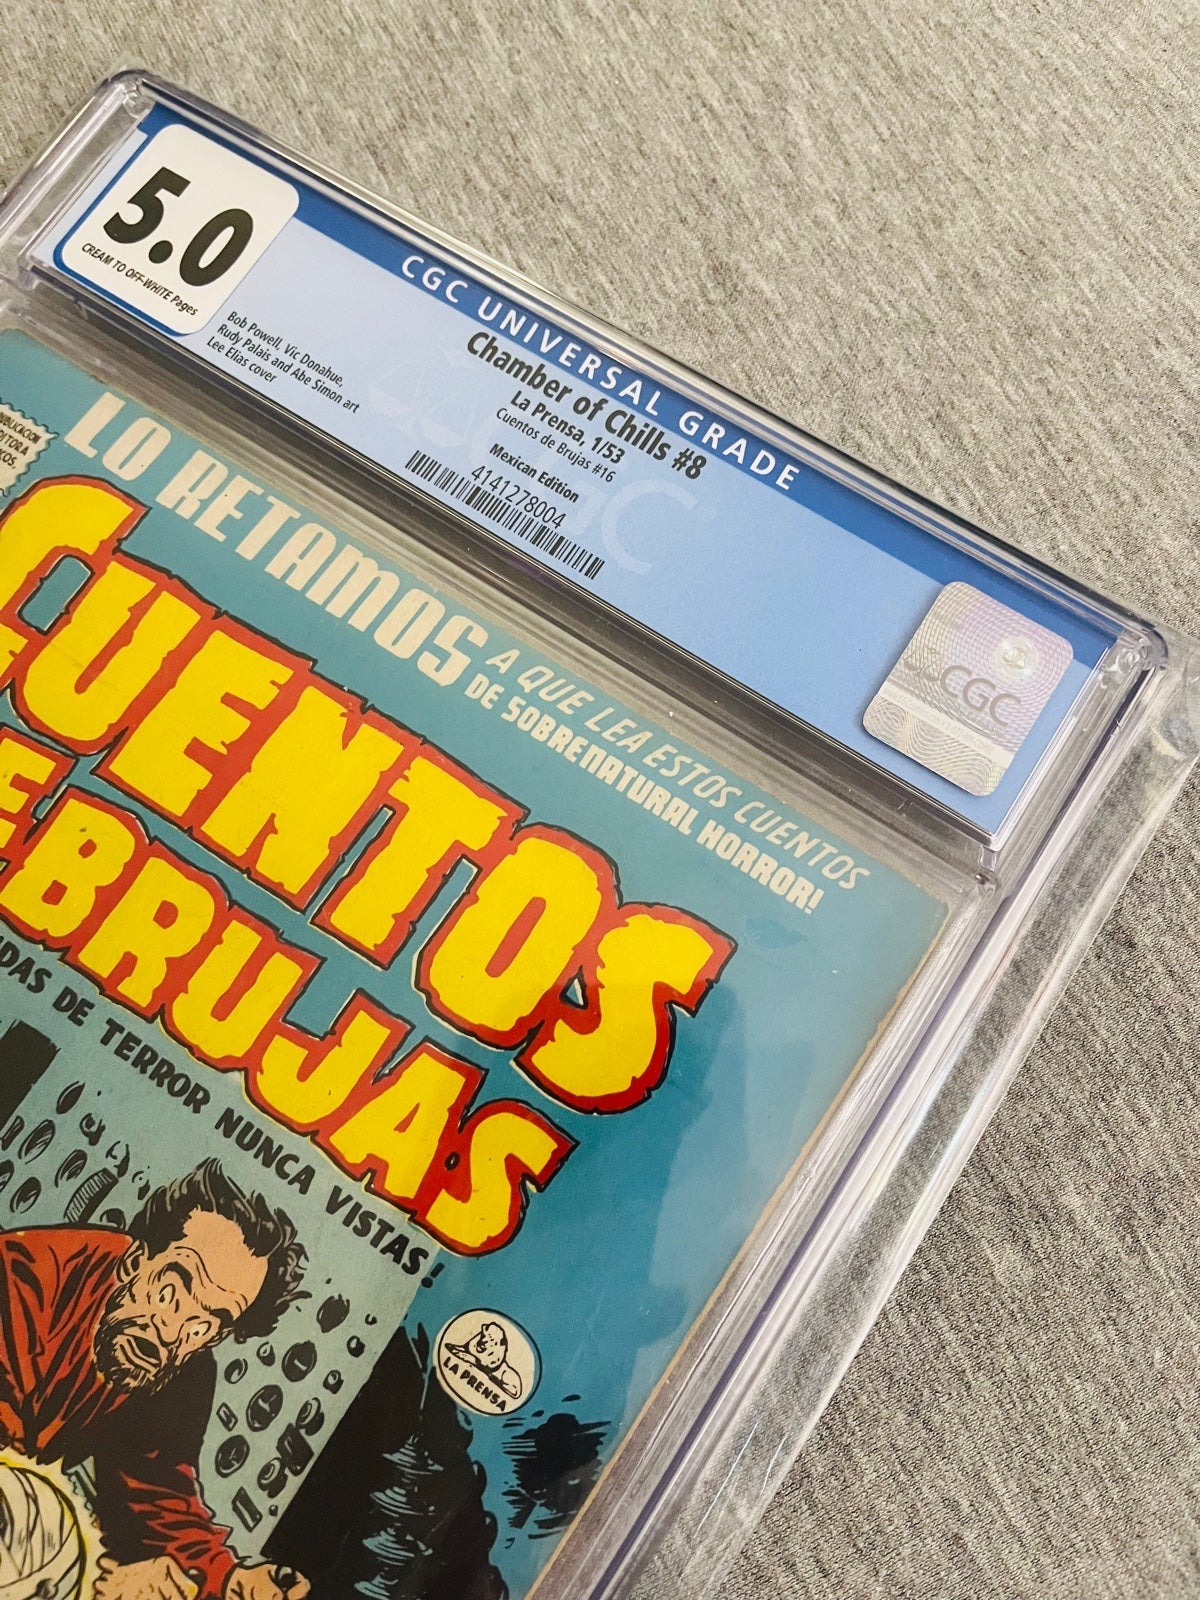 5.0
CREAM TO OFF-WHITE Pages
CGC UNIVERSAL GRADE
Bob Powell, Vic Donahue,
Rudy Palais and Abe Simon art
Lee Elias cover
Chamber of Chills #8
La Prensa, 1/53
Cuentos de Brujas #16
Mexican Edition
4141278004
CGC
LO RETAMOS
A QUE LEA ESTOS CUENTOS
DE SOBRENATURAL HORROR!
CUENTOS
DE BRUJAS
DE TERROR NUNCA VISTAS!
LA PRENSA